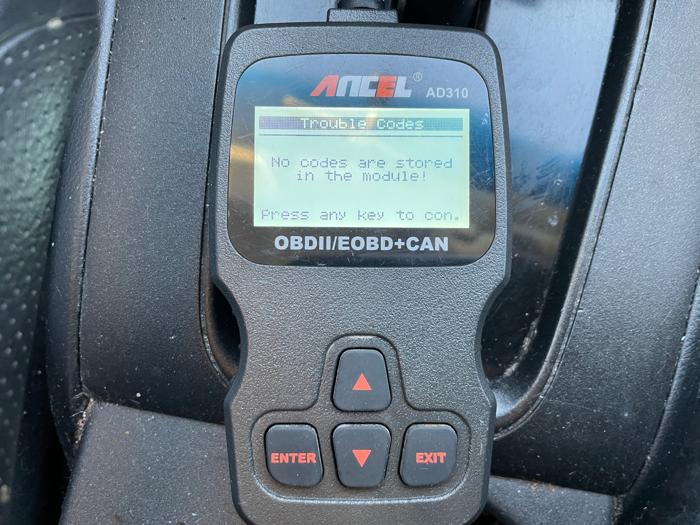 ANCEL®
AD310
Trouble Codes
No codes are stored
in the module!
Press any key to con.
OBDII/EOBD+CAN
ENTER
EXIT